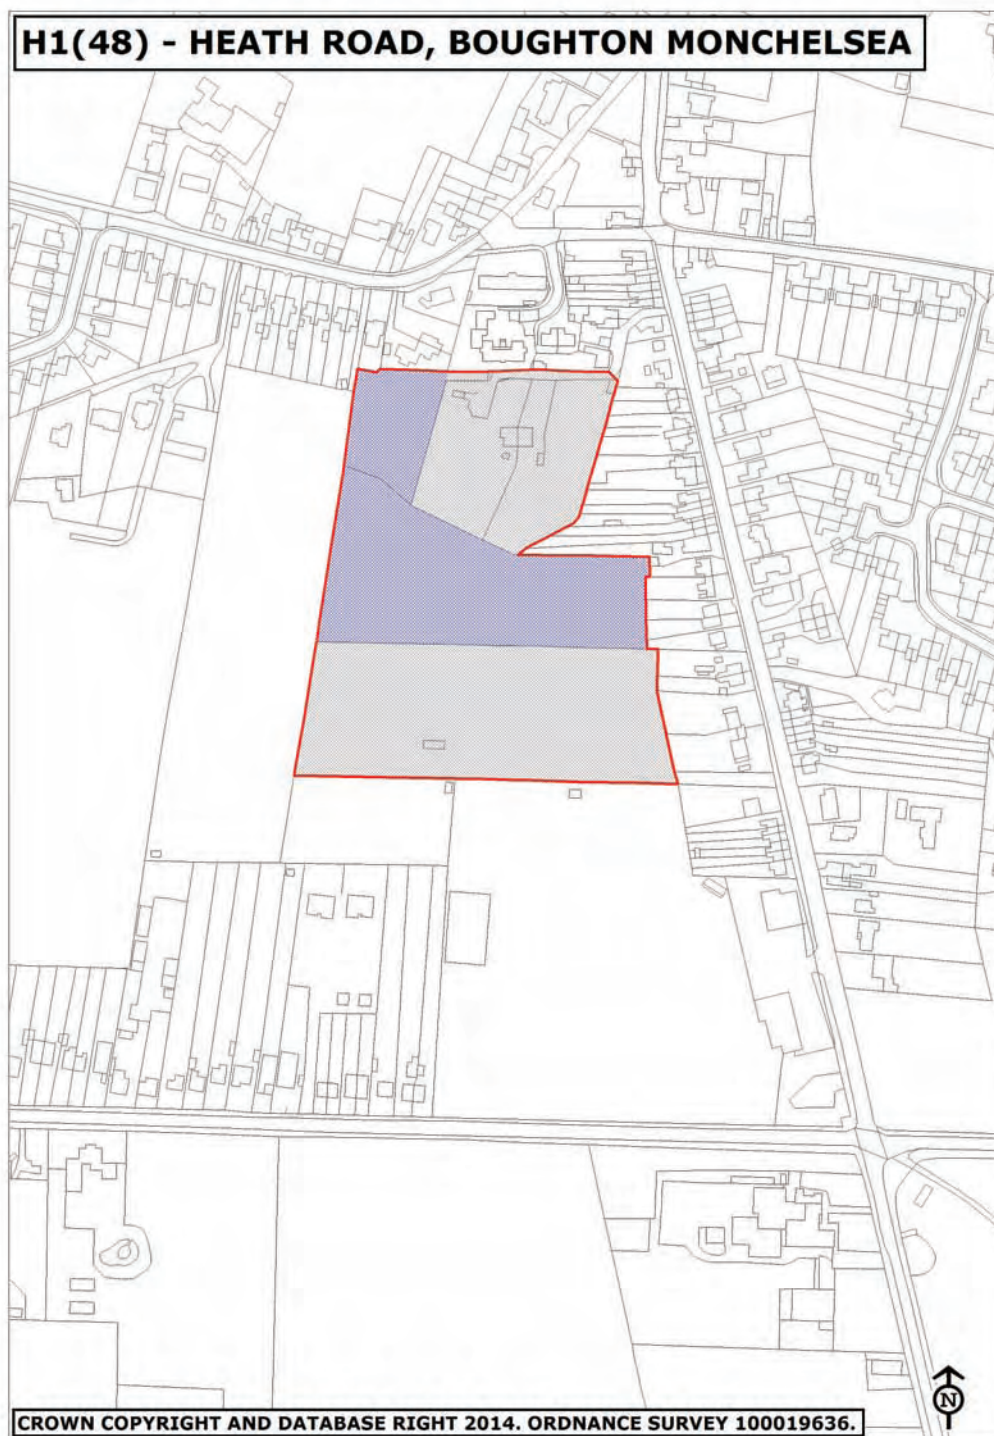 H1(48) - HEATH ROAD, BOUGHTON MONCHELSEA
N
CROWN COPYRIGHT AND DATABASE RIGHT 2014. ORDNANCE SURVEY 100019636.